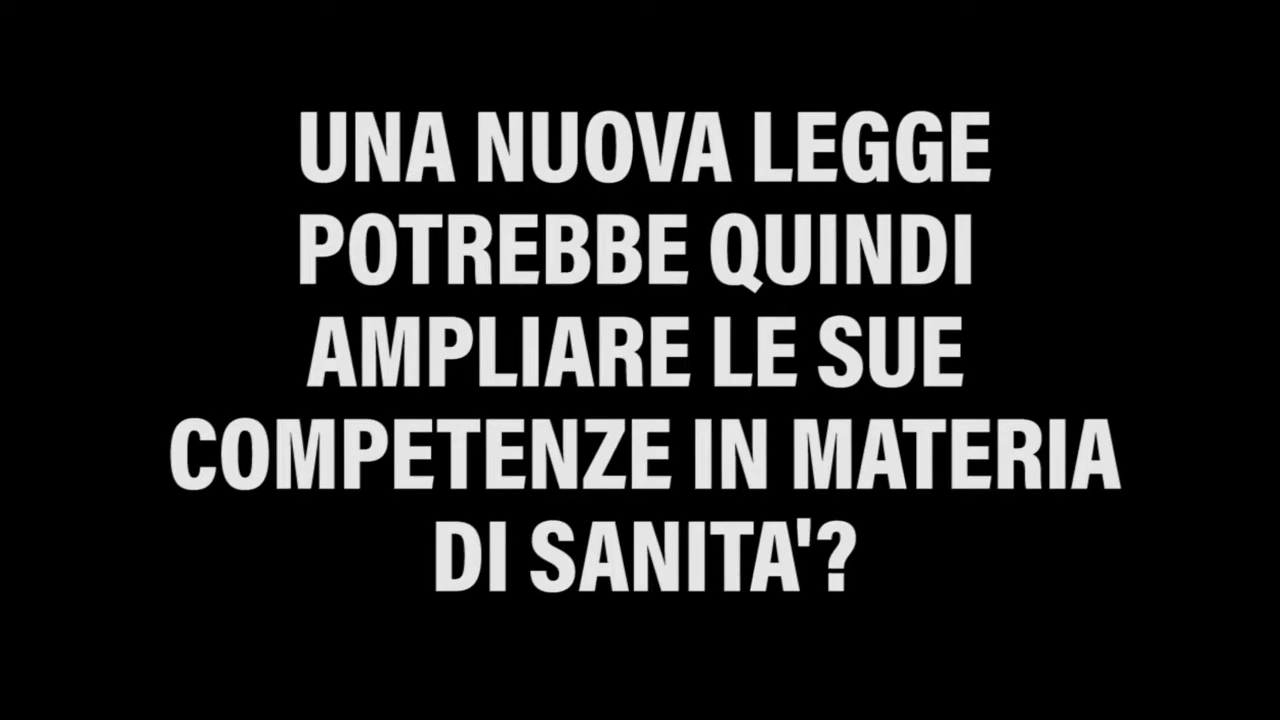 UNA NUOVA LEGGE
POTREBBE QUINDI
AMPLIARE LE SUE
COMPETENZE IN MATERIA
DI SANITA'?